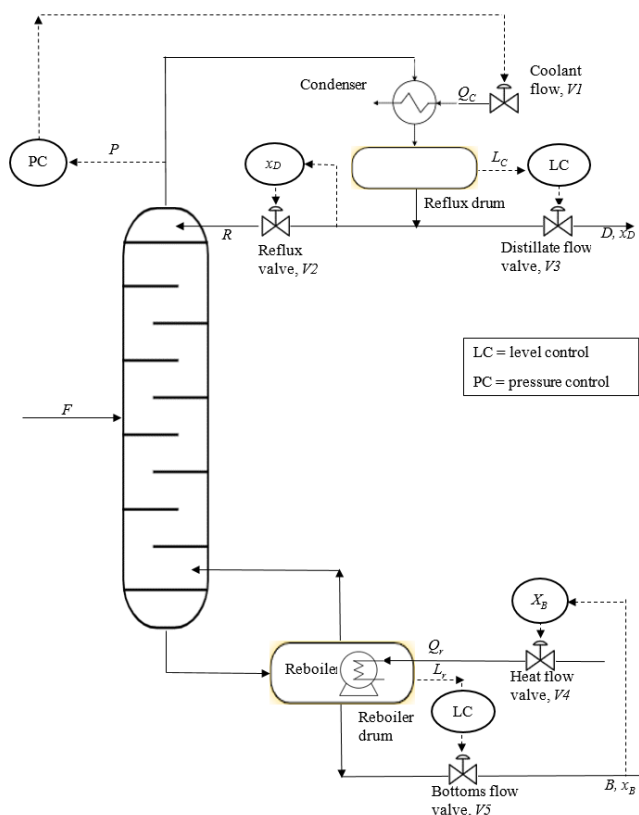 Condenser
Q_C
Coolant
flow, V1
PC
P
x_D
L_C
LC
Reflux drum
R
Reflux
valve, V2
Distillate flow
valve, V3
D, x_D
LC = level control
PC = pressure control
F
X_B
Q_r
Reboiler
L_r
Heat flow
valve, V4
LC
Reboiler
drum
Bottoms flow
valve, V5
B, x_B